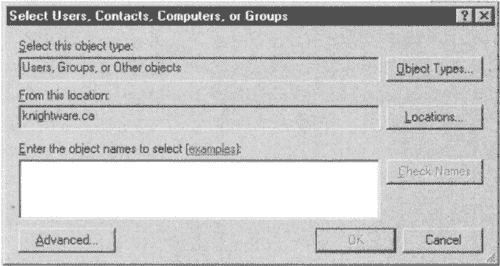 Select Users, Contacts, Computers, or Groups
Select this object type:
Users, Groups, or Other objects
Object Types...
From this location:
knightware.ca
Locations...
Enter the object names to select (examples):
Check Names
Advanced...
OK
Cancel